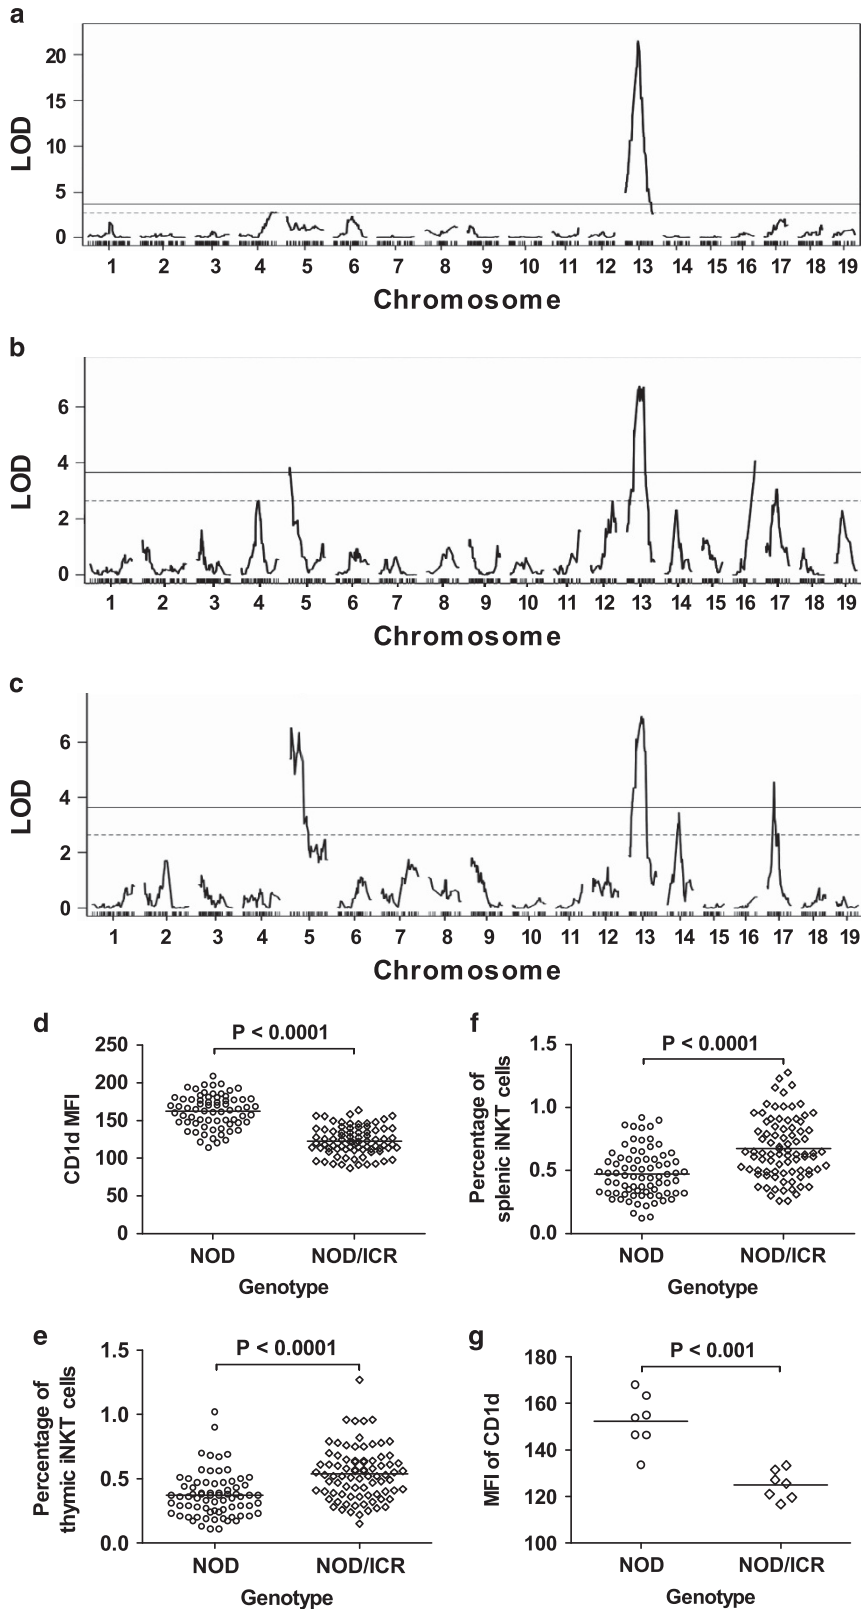 a
20
15
10
5
0
LOD
1 2 3 4 5 6 7 8 9 10 11 12 13 14 15 16 17 18 19
Chromosome
b
6
4
2
0
LOD
1 2 3 4 5 6 7 8 9 10 11 12 13 14 15 16 17 18 19
Chromosome
c
6
4
2
0
LOD
1 2 3 4 5 6 7 8 9 10 11 12 13 14 15 16 17 18 19
Chromosome
d
P < 0.0001
250
200
150
100
50
0
CD1d MFI
NOD NOD/ICR
Genotype
f
P < 0.0001
1.5
1.0
0.5
0.0
Percentage of
splenic iNKT cells
NOD NOD/ICR
Genotype
e
P < 0.0001
1.5
1.0
0.5
0.0
Percentage of
thymic iNKT cells
NOD NOD/ICR
Genotype
g
P < 0.001
180
160
140
120
100
MFI of CD1d
NOD NOD/ICR
Genotype